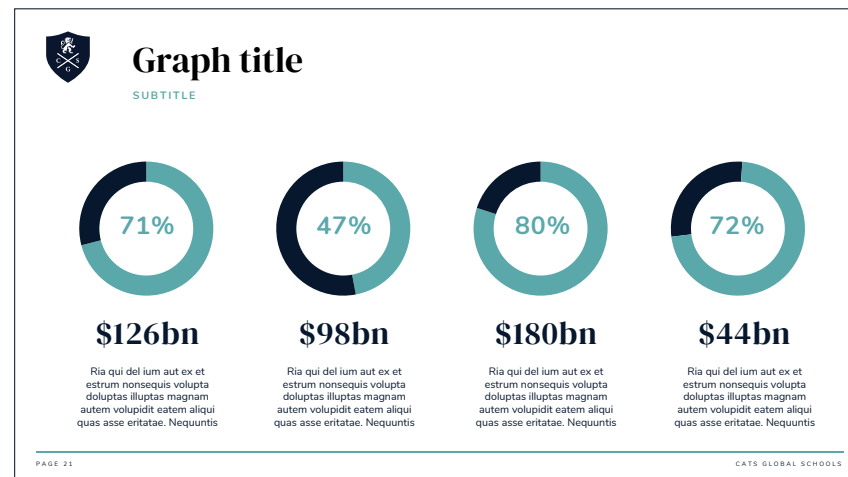 C S
G
Graph title
SUBTITLE
71%
47%
80%
72%
$126bn
$98bn
$180bn
$44bn
Ria qui del ium aut ex et
estrum nonsequis volupta
doluptas illuptas magnam
autem volupidit eatem aliqui
quas asse eritatae. Nequuntis
Ria qui del ium aut ex et
estrum nonsequis volupta
doluptas illuptas magnam
autem volupidit eatem aliqui
quas asse eritatae. Nequuntis
Ria qui del ium aut ex et
estrum nonsequis volupta
doluptas illuptas magnam
autem volupidit eatem aliqui
quas asse eritatae. Nequuntis
Ria qui del ium aut ex et
estrum nonsequis volupta
doluptas illuptas magnam
autem volupidit eatem aliqui
quas asse eritatae. Nequuntis
PAGE 21
CATS GLOBAL SCHOOLS